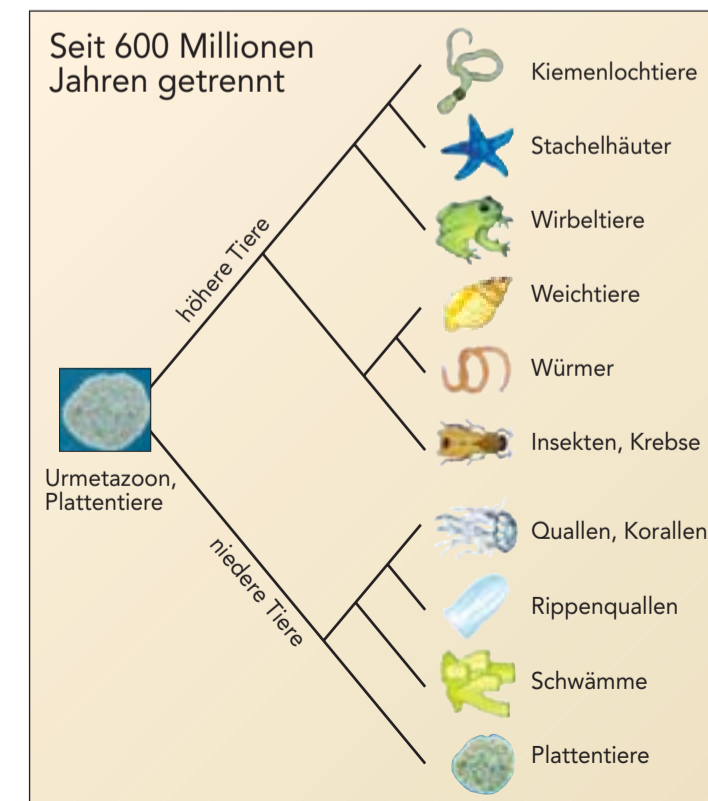 Seit 600 Millionen
Jahren getrennt
höhere Tiere
Kiemenlochtiere
Stachelhäuter
Wirbeltiere
Weichtiere
Würmer
Insekten, Krebse
Urmetazoon,
Plattentiere
niedere Tiere
Quallen, Korallen
Rippenquallen
Schwämme
Plattentiere